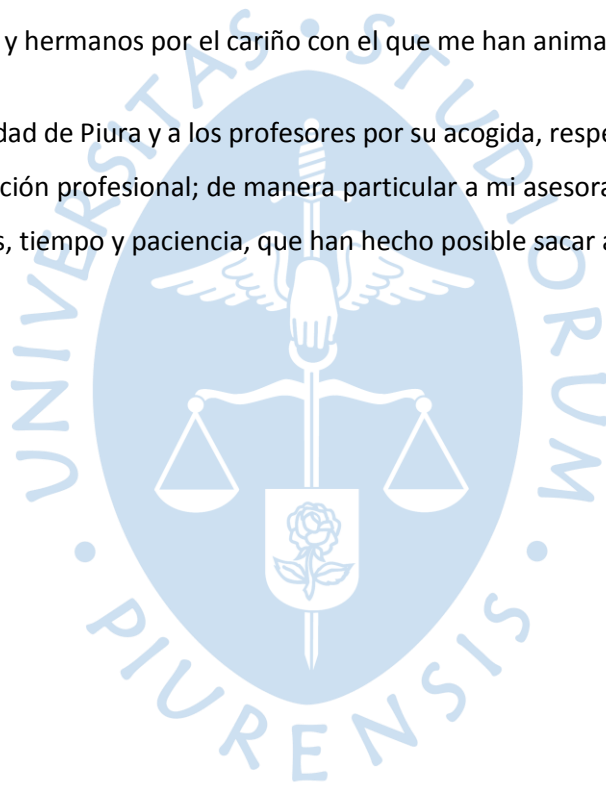 y hermanos por el cariño con el que me han anima
dad de Piura y a los profesores por su acogida, respe
ción profesional; de manera particular a mi asesora
s, tiempo y paciencia, que han hecho posible sacar a
UNIVERSITAS • STUDIORUM • PIURENSIS